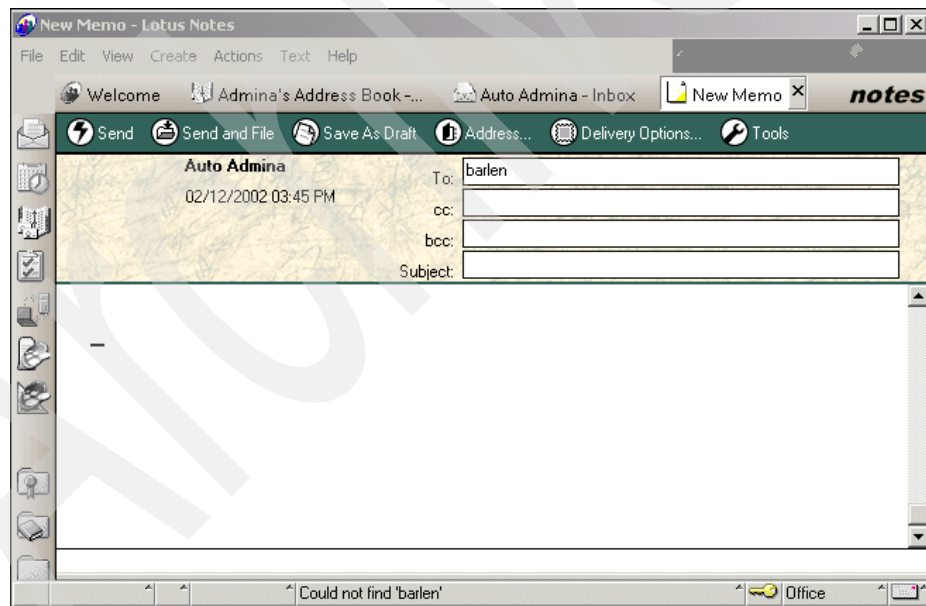 New Memo - Lotus Notes
File Edit View Create Actions Text Help
Welcome Admina's Address Book -... Auto Admina - Inbox New Memo notes
Send Send and File Save As Draft Address... Delivery Options... Tools
Auto Admina To: barlen
02/12/2002 03:45 PM cc:
bcc:
Subject:
Could not find 'barlen' Office